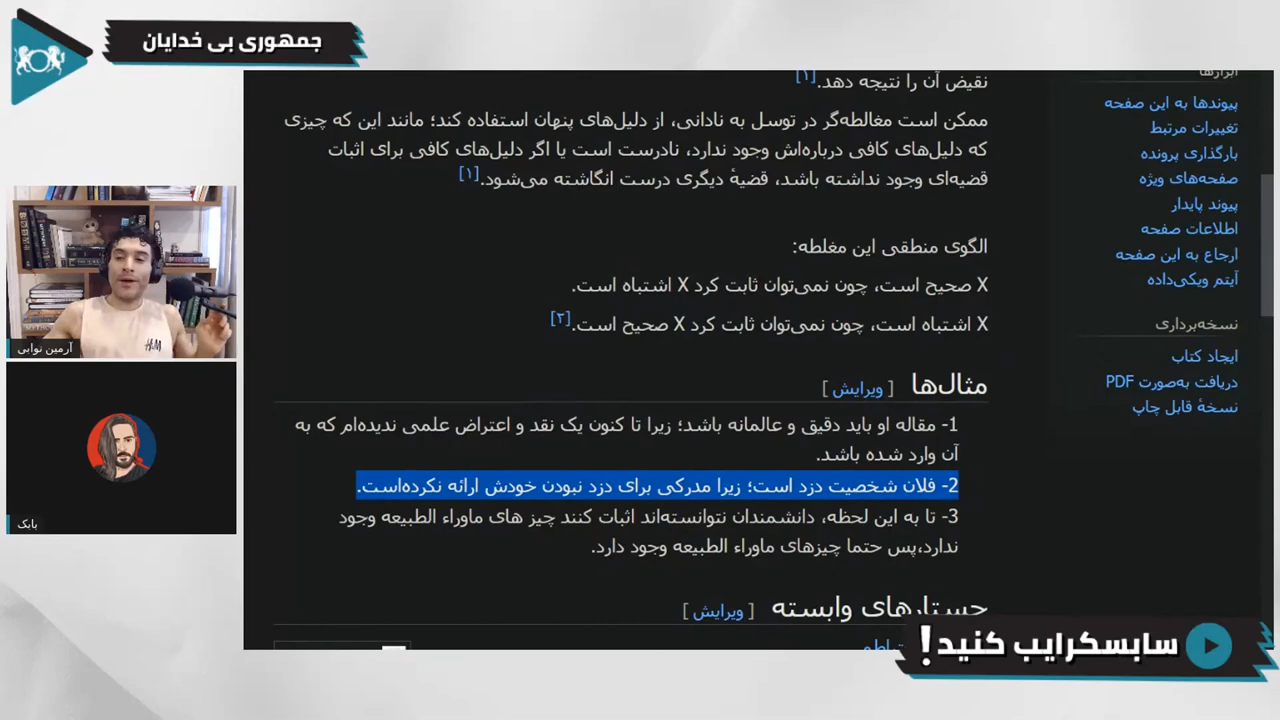 جمهوری بی خدایان
ابزارها
نقیض آن را نتیجه دهد.[۱]
پیوندها به این صفحه
تغییرات مرتبط
بارگذاری پرونده
صفحه‌های ویژه
پیوند پایدار
اطلاعات صفحه
ارجاع به این صفحه
آیتم ویکی‌داده
نسخه‌برداری
ایجاد کتاب
دریافت به‌صورت PDF
نسخهٔ قابل چاپ
ممکن است مغالطه‌گر در توسل به نادانی، از دلیل‌های پنهان استفاده کند؛ مانند این که چیزی
که دلیل‌های کافی درباره‌اش وجود ندارد، نادرست است یا اگر دلیل‌های کافی برای اثبات
قضیه‌ای وجود نداشته باشد، قضیهٔ دیگری درست انگاشته می‌شود.[۱]
الگوی منطقی این مغلطه:
X صحیح است، چون نمی‌توان ثابت کرد X اشتباه است.
X اشتباه است، چون نمی‌توان ثابت کرد X صحیح است.[۲]
مثال‌ها [ ویرایش ]
1- مقاله او باید دقیق و عالمانه باشد؛ زیرا تا کنون یک نقد و اعتراض علمی ندیده‌ام که به
آن وارد شده باشد.
2- فلان شخصیت دزد است؛ زیرا مدرکی برای دزد نبودن خودش ارائه نکرده‌است.
3- تا به این لحظه، دانشمندان نتوانسته‌اند اثبات کنند چیز های ماوراء الطبیعه وجود
ندارد،پس حتما چیزهای ماوراء الطبیعه وجود دارد.
جستارهای وابسته [ ویرایش ]
آرمین نوابی
H&M
بابک
سابسکرایب کنید!